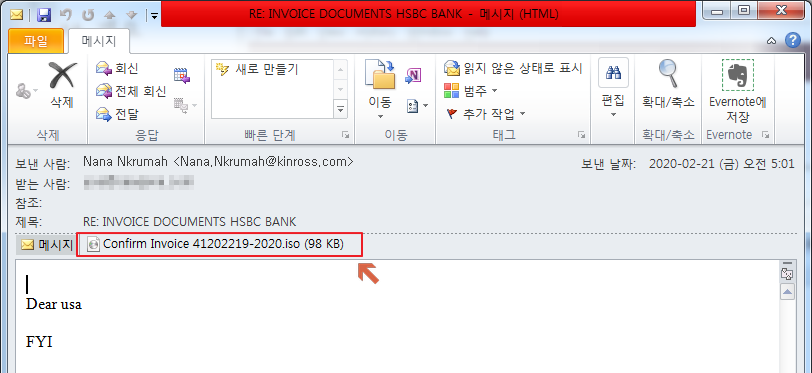 RE: INVOICE DOCUMENTS HSBC BANK - 메시지 (HTML)
파일 메시지
삭제
회신
전체 회신
전달
새로 만들기
이동
읽지 않은 상태로 표시
범주
추가 작업
편집
확대/축소
Evernote에 저장
삭제 응답 빠른 단계 이동 태그 확대/축소 Evernote
보낸 사람: Nana Nkrumah <Nana.Nkrumah@kinross.com> 보낸 날짜: 2020-02-21 (금) 오전 5:01
받는 사람:
참조:
제목: RE: INVOICE DOCUMENTS HSBC BANK
메시지 Confirm Invoice 41202219-2020.iso (98 KB)
Dear usa
FYI